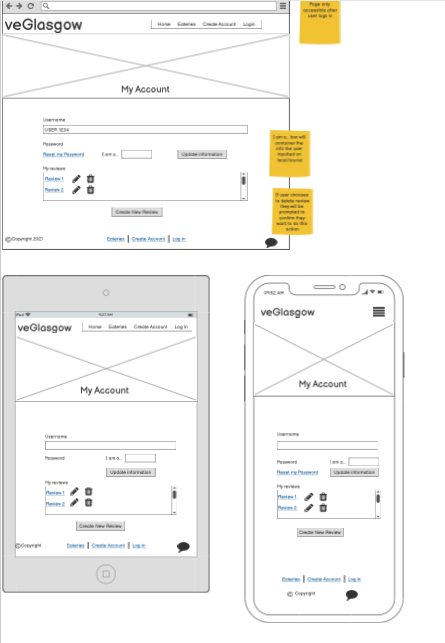 Page only
accessible after
user logs in
veGlasgow
Home Eateries Create Account Login
My Account
Username
USER 1234
Password
Reset my Password I am a... Update information
My reviews
Review 1
Review 2
Create New Review
©Copyright 2021 Eateries | Create Account | Log in
I am a.. box will
contained the
info the user
inputted on
If user chooses
to delete review
they will be
prompted to
confirm they
want to do this
action
iPad 9:21 AM
veGlasgow
Home Eateries Create Account Log in
My Account
Username
Password I am a...
Update information
My reviews
Review 1
Review 2
Create New Review
©Copyright Eateries | Create Account | Log in
09:52 AM
veGlasgow
My Account
Username
Password I am a...
Reset my Password Update information
My reviews
Review 1
Review 2
Create New Review
Eateries | Create Account | Log in
© Copyright